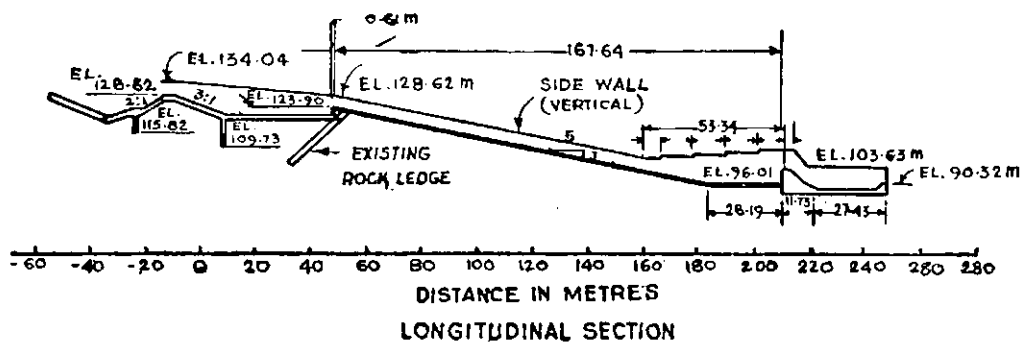 0.61m
167.64
EL.134.04
EL. 128.82
EL.128.62 m
SIDE WALL
(VERTICAL)
2:1
3:1
EL.123.90
53.34
EL. 115.82
EL. 109.73
5
1
EXISTING
ROCK LEDGE
EL.103.63 m
EL.96.01
EL.90.32 m
28.19
11.73
27.43
-60 -40 -20 0 20 40 60 80 100 120 140 160 180 200 220 240 260 280
DISTANCE IN METRES
LONGITUDINAL SECTION